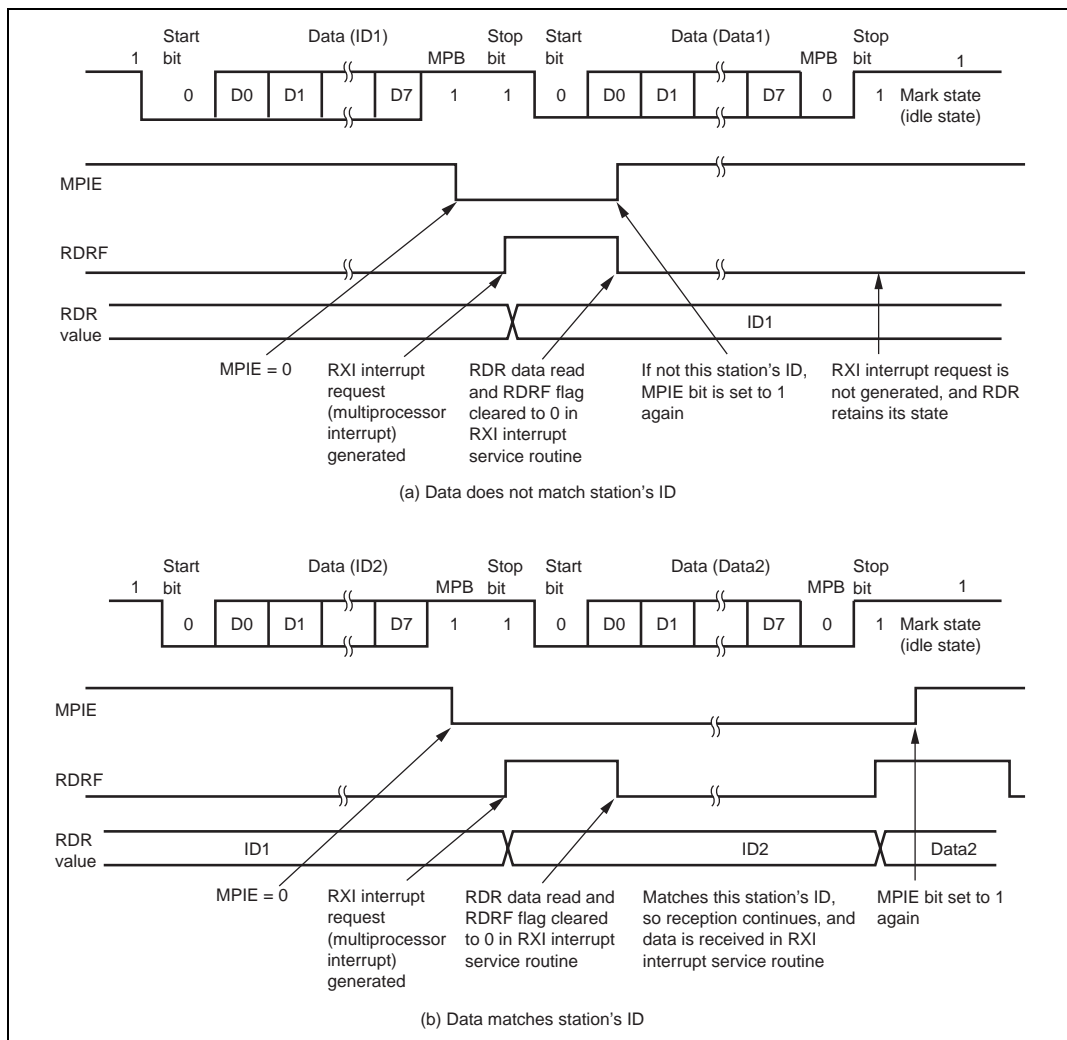 Start bit
Data (ID1)
MPB
Stop bit
Start bit
Data (Data1)
MPB
Stop bit
1
1
0 D0 D1 D7 1 1 0 D0 D1 D7 0 1 Mark state (idle state)
MPIE
RDRF
RDR value
ID1
MPIE = 0
RXI interrupt
request
(multiprocessor
interrupt)
generated
RDR data read
and RDRF flag
cleared to 0 in
RXI interrupt
service routine
If not this station's ID,
MPIE bit is set to 1
again
RXI interrupt request is
not generated, and RDR
retains its state
(a) Data does not match station's ID
Start bit
Data (ID2)
MPB
Stop bit
Start bit
Data (Data2)
MPB
Stop bit
1
1
0 D0 D1 D7 1 1 0 D0 D1 D7 0 1 Mark state (idle state)
MPIE
RDRF
RDR value
ID1
ID2
Data2
MPIE = 0
RXI interrupt
request
(multiprocessor
interrupt)
generated
RDR data read and
RDRF flag cleared
to 0 in RXI interrupt
service routine
Matches this station's ID,
so reception continues, and
data is received in RXI
interrupt service routine
MPIE bit set to 1
again
(b) Data matches station's ID